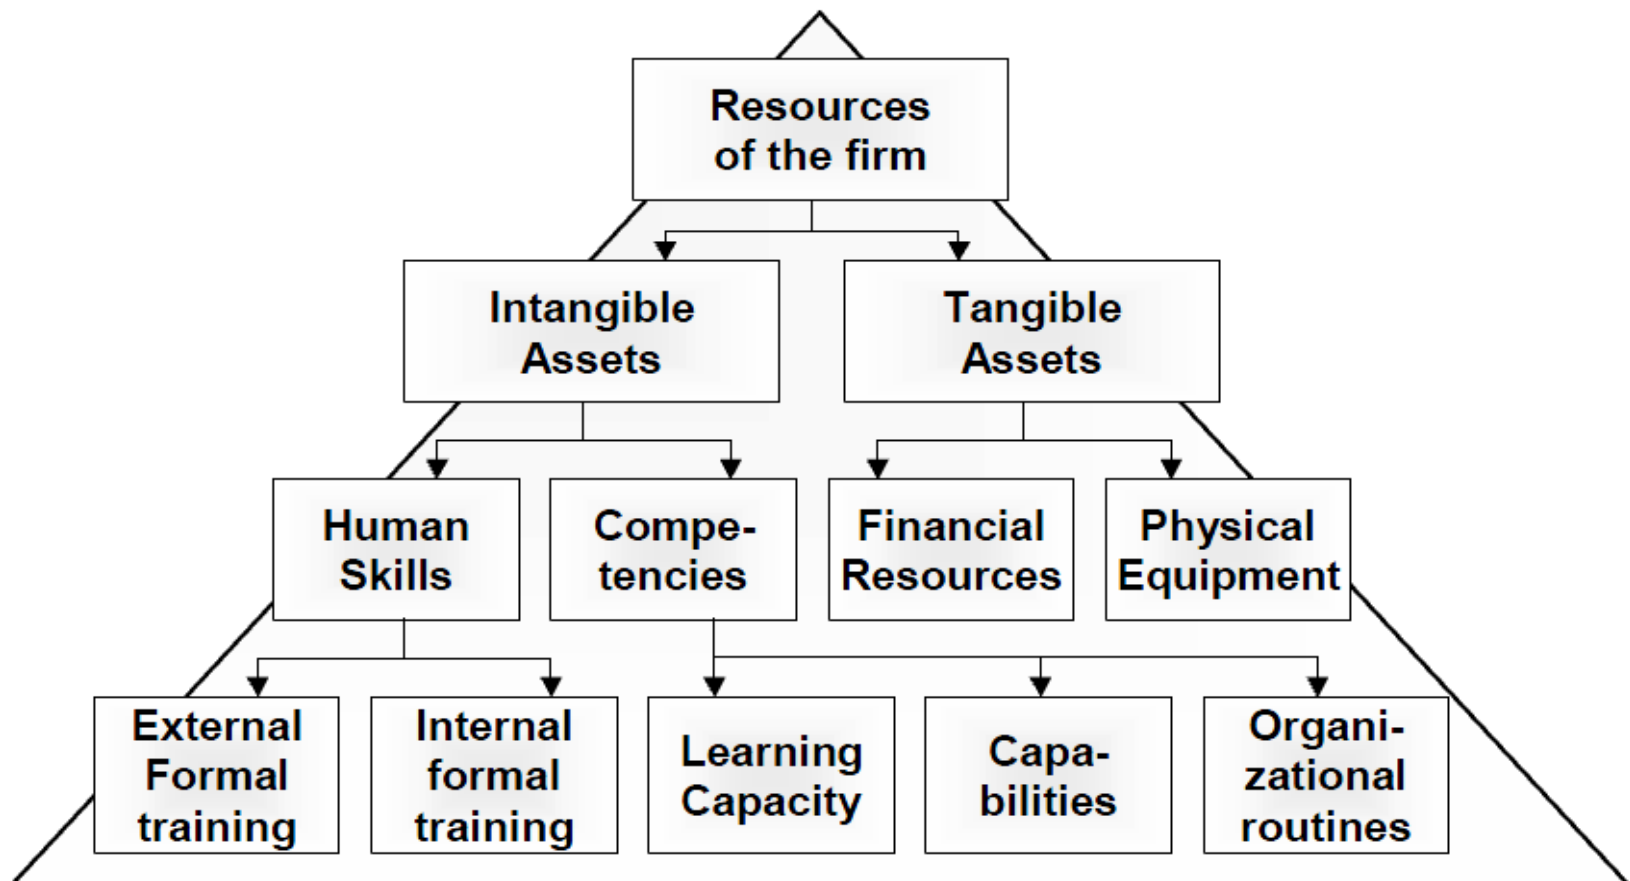 Resources
of the firm
Intangible
Assets
Tangible
Assets
Human
Skills
Compe-
tencies
Financial
Resources
Physical
Equipment
External
Formal
training
Internal
formal
training
Learning
Capacity
Capa-
bilities
Organi-
zational
routines